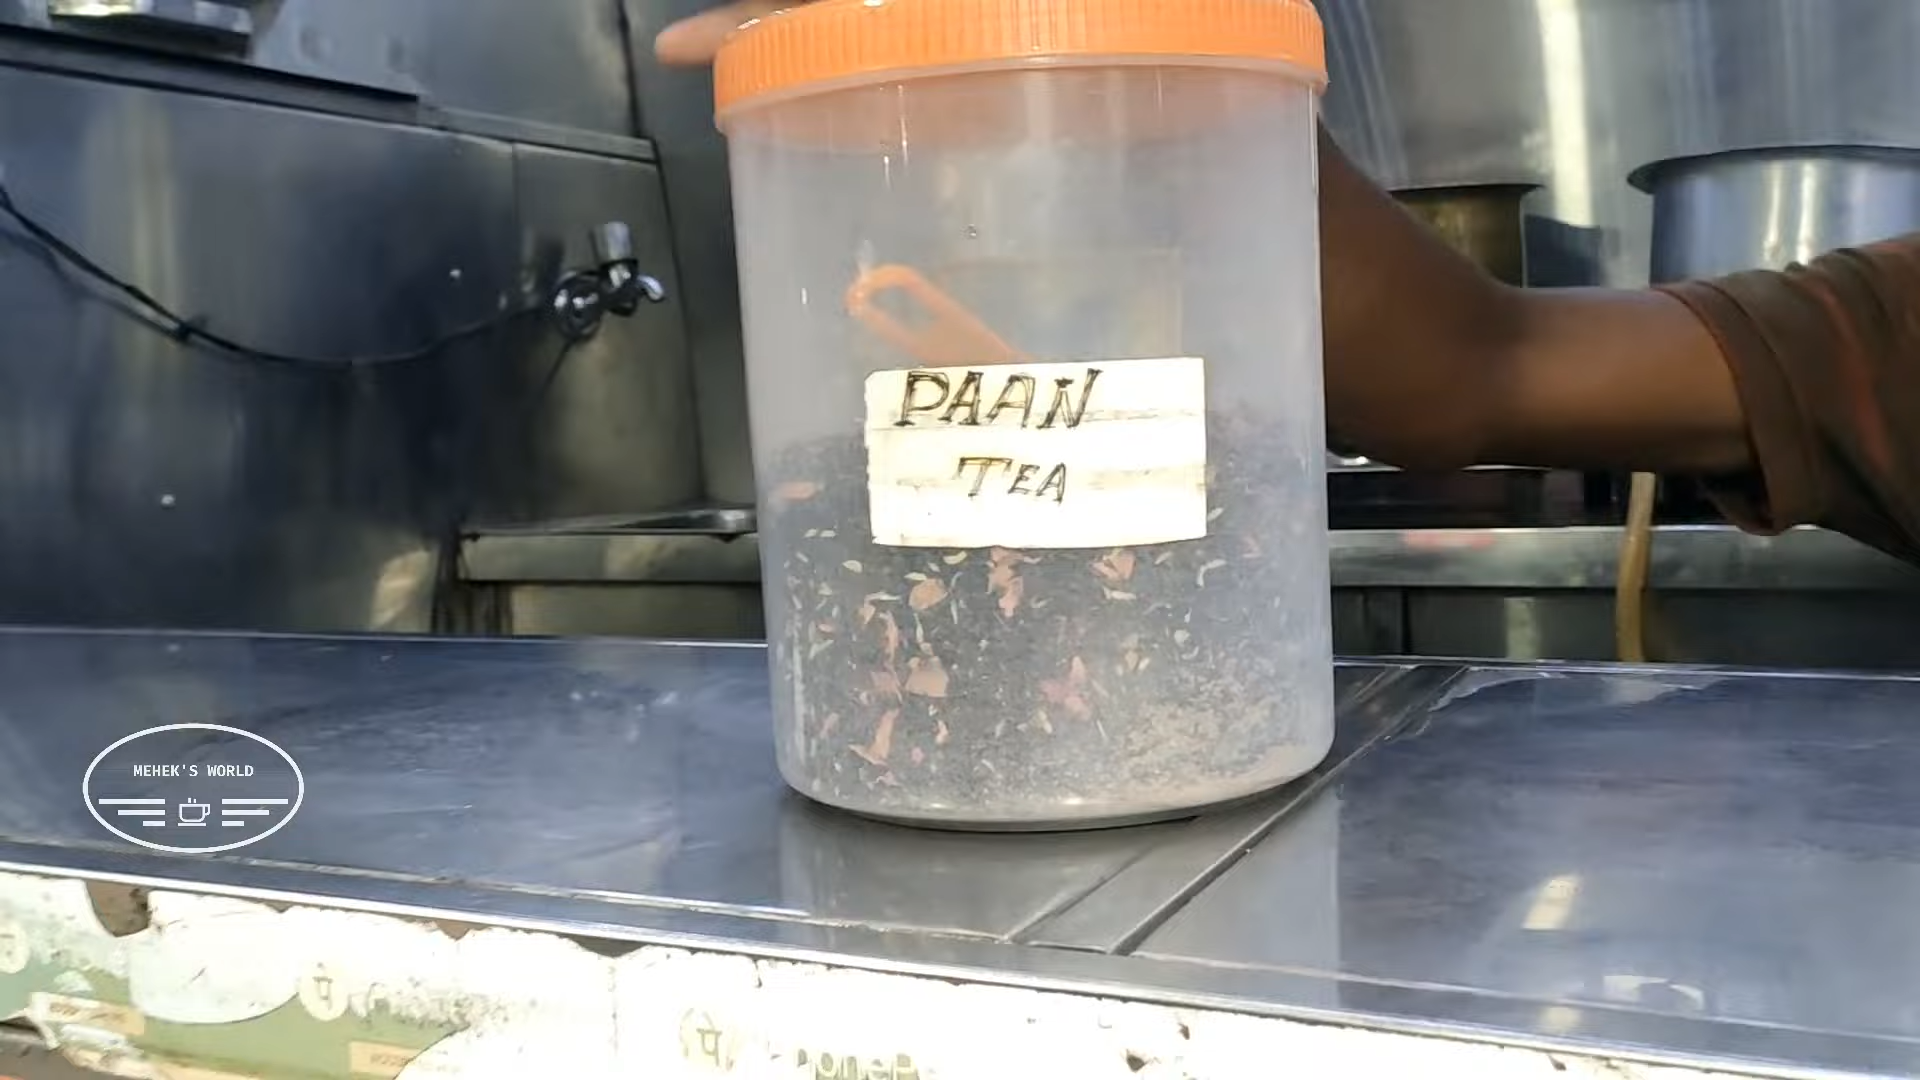 PAAN
TEA
MEHEK'S WORLD
पे
पे